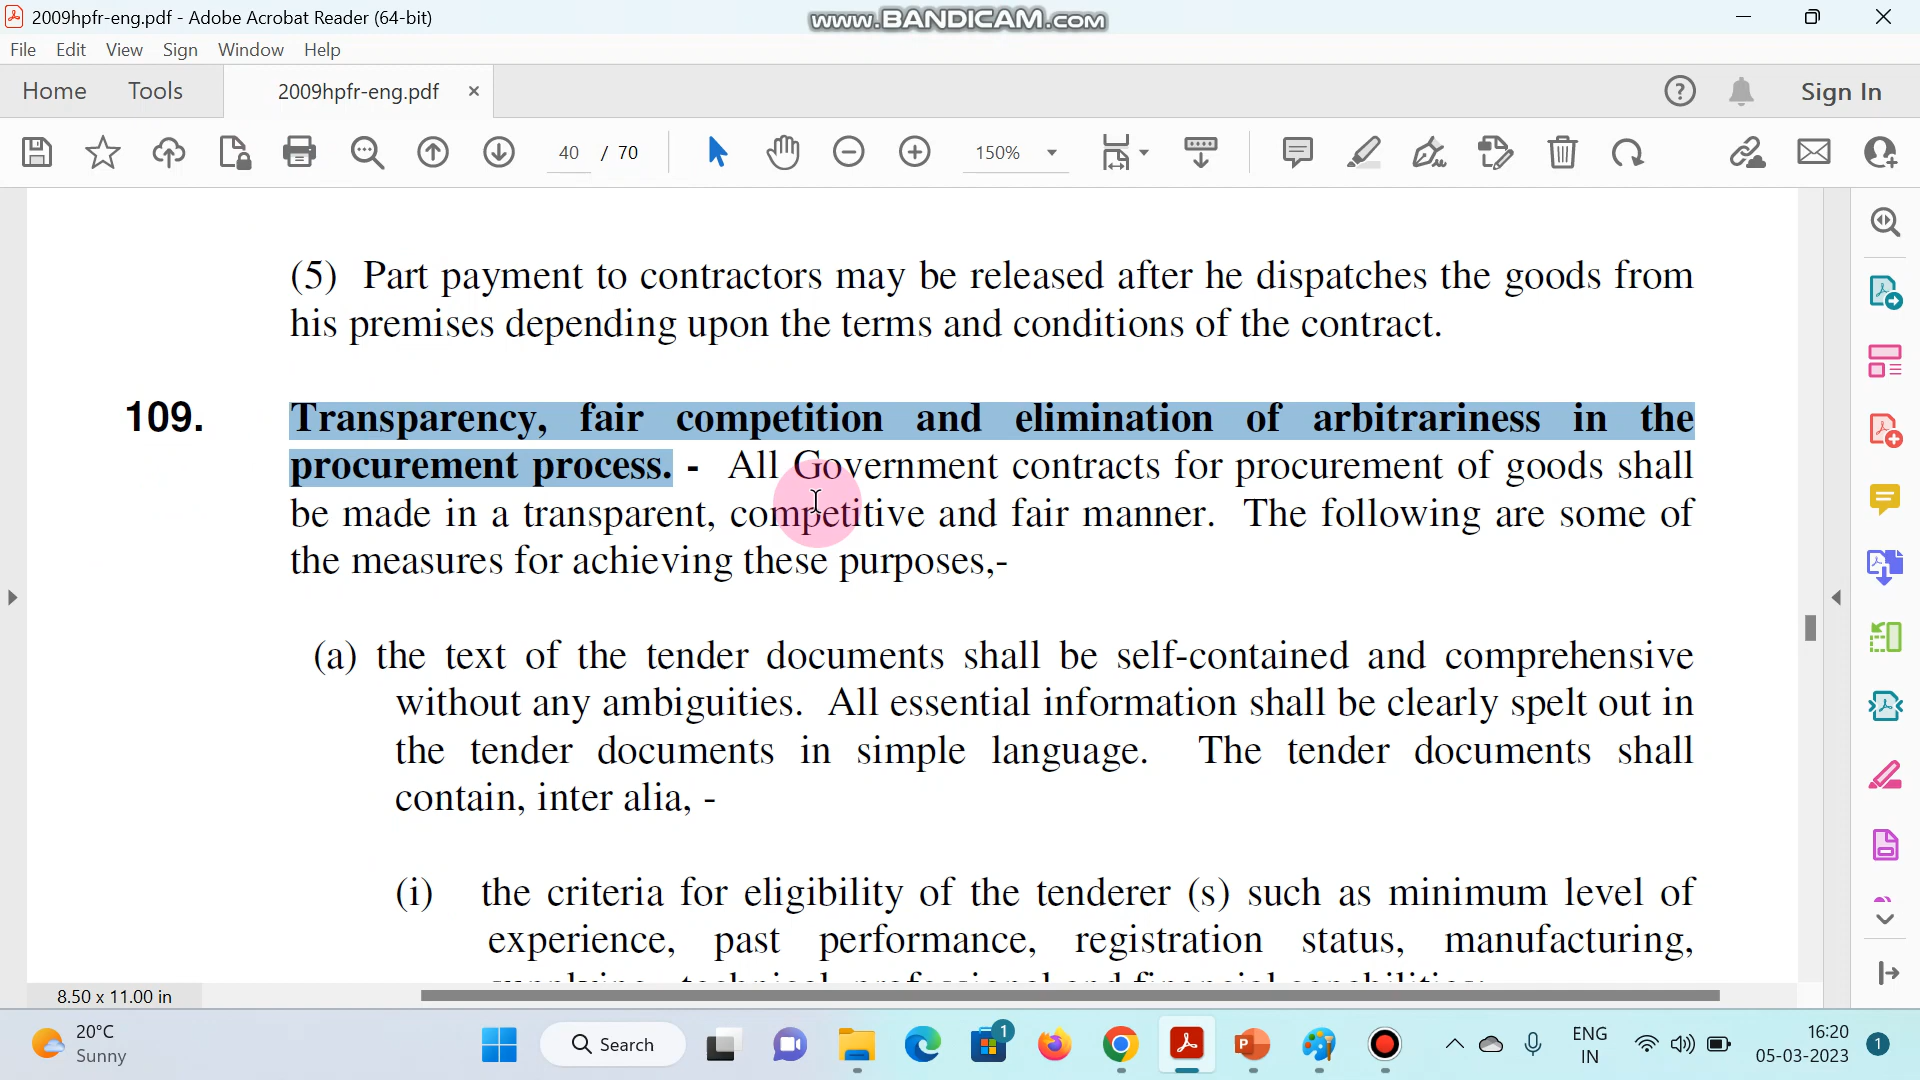 2009hpfr-eng.pdf - Adobe Acrobat Reader (64-bit)
www.BANDICAM.com
File Edit View Sign Window Help
Home Tools 2009hpfr-eng.pdf × Sign In
40 / 70 150%
(5) Part payment to contractors may be released after he dispatches the goods from
his premises depending upon the terms and conditions of the contract.
109. Transparency, fair competition and elimination of arbitrariness in the
procurement process. - All Government contracts for procurement of goods shall
be made in a transparent, competitive and fair manner. The following are some of
the measures for achieving these purposes,-
(a) the text of the tender documents shall be self-contained and comprehensive
without any ambiguities. All essential information shall be clearly spelt out in
the tender documents in simple language. The tender documents shall
contain, inter alia, -
(i) the criteria for eligibility of the tenderer (s) such as minimum level of
experience, past performance, registration status, manufacturing,
8.50 x 11.00 in
20°C
Sunny
Search
1
ENG
IN
16:20
05-03-2023
1